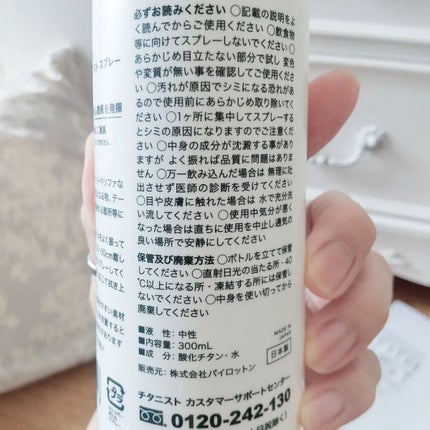 必ずお読みください ○記載の説明をよ
く読んでからご使用ください ○飲食物
等に向けてスプレーしないでください ○
あらかじめ目立たない部分で試し 変色
や変質が無い事を確認してご使用くださ
い ○汚れが原因でシミになる恐れがあ
るので使用前にあらかじめ取り除いてく
ださい ○1ヶ所に集中してスプレーする
とシミの原因になりますのでご注意くだ
さい ○中身の成分が沈澱する事があり
ますが よく振れば品質に問題はありま
せん ○万一飲み込んだ場合は 無理に吐
出させず医師の診断を受けてください
○目や皮膚に触れた場合は 水で充分洗
い流してください ○使用中気分が悪く
なった場合は直ちに使用を中止し通気の
良い場所で安静にしてください
保管及び廃棄方法 ○ボトルを立てて保管
してください ○直射日光の当たる所・40
℃以上になる所・凍結する所には保管し
ないでください ○中身を使い切ってから
廃棄してください
■液 性：中性
■内容量：300mL
■成 分：酸化チタン・水
販売元：株式会社パイロットン
MADE IN
JAPAN
日本製
チタニスト カスタマーサポートセンター
0120-242-130
スプレー
プラ